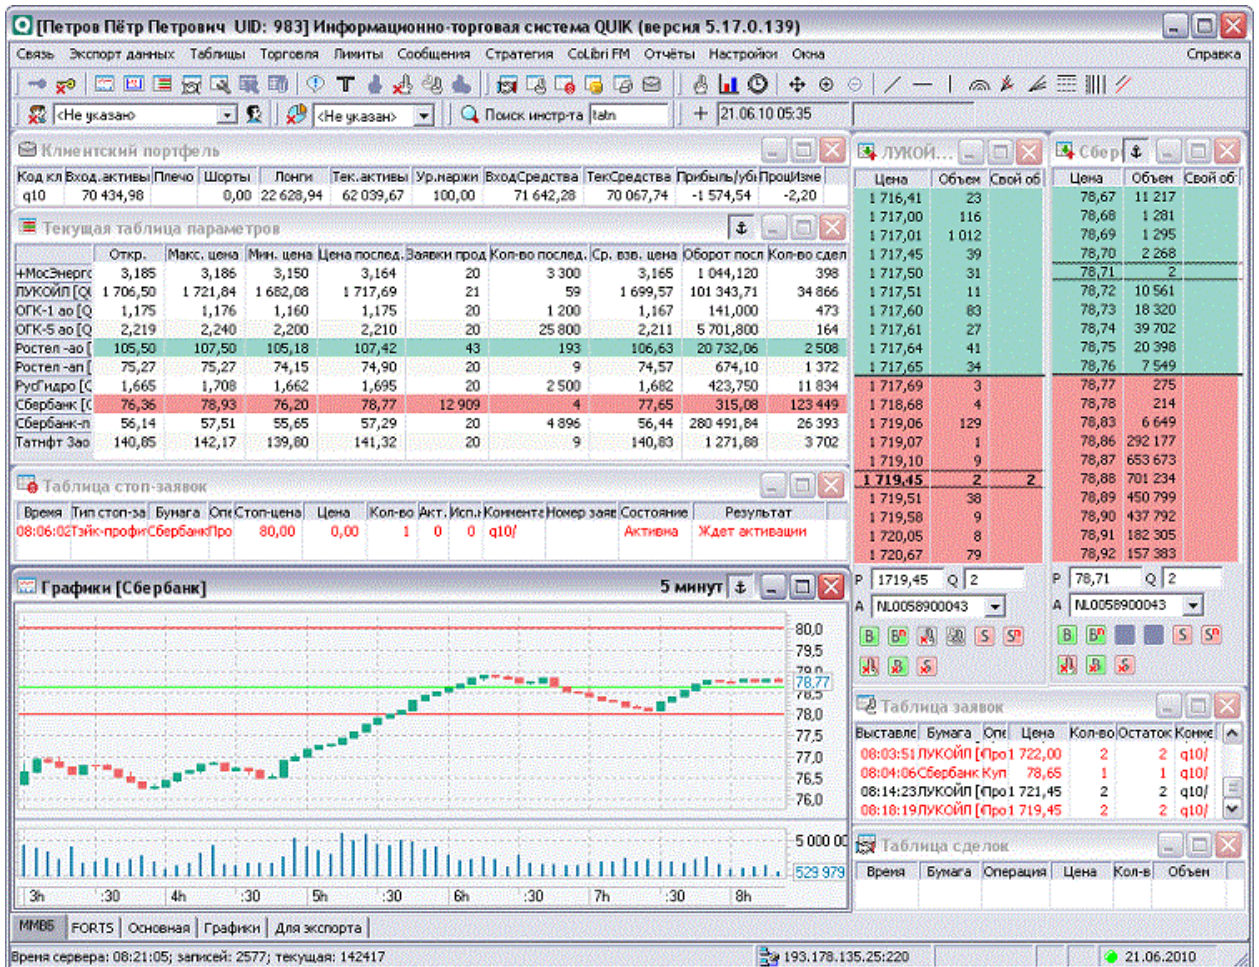 [Петров Пётр Петрович UID: 983] Информационно-торговая система QUIK (версия 5.17.0.139)
Связь Экспорт данных Таблицы Торговля Лимиты Сообщения Стратегия CoLibri FM Отчёты Настройки Окна Справка
<Не указан> <Не указан> Поиск инстр-та tatn 21.06.10 05:35
Клиентский портфель
Код кл Вход.активы Плечо Шорты Лонги Тек.активы Ур.маржи ВходСредства ТекСредства Прибыль/убы ПроцИзме
q10 70 434,98 0,00 22 628,94 62 039,67 100,00 71 642,28 70 067,74 -1 574,54 -2,20
Текущая таблица параметров
Откр. Макс. цена Мин. цена Цена послед. Заявки прод Кол-во послед. Ср. взв. цена Оборот посл Кол-во сдел
+МосЭнерго 3,185 3,186 3,150 3,164 20 3 300 3,165 1 044,120 398
ЛУКОЙЛ [QU 1 706,50 1 721,84 1 682,08 1 717,69 21 59 1 699,57 101 343,71 34 866
ОГК-1 ао [Q 1,175 1,176 1,160 1,175 20 1 200 1,167 141,000 473
ОГК-5 ао [Q 2,219 2,240 2,200 2,210 20 25 800 2,211 5 701,800 164
Ростел -ао [ 105,50 107,50 105,18 107,42 43 193 106,63 20 732,06 2 508
Ростел -ап [ 75,27 75,27 74,15 74,90 20 9 74,57 674,10 1 372
РусГидро [Q 1,665 1,708 1,662 1,695 20 2 500 1,682 423,750 11 834
Сбербанк [Q 76,36 78,93 76,20 78,77 12 909 4 77,65 315,08 123 449
Сбербанк-п 56,14 57,51 55,65 57,29 20 4 896 56,44 280 491,84 26 393
Татнфт 3ао 140,85 142,17 139,80 141,32 20 9 140,83 1 271,88 3 702
Таблица стоп-заявок
Время Тип стоп-за Бумага Опе Стоп-цена Цена Кол-во Акт. Исп. Коммента Номер заяв Состояние Результат
08:06:02 Тэйк-профи Сбербанк Про 80,00 0,00 1 0 0 q10/ Активна Ждет активации
Графики [Сбербанк] 5 минут
80,0
79,5
79,0
78,77
78,5
78,0
77,5
77,0
76,5
76,0
5 000 00
529 979
3h :30 4h :30 5h :30 6h :30 7h :30 8h
ЛУКОЙ...
Цена Объем Свой об
1 716,41 23
1 717,00 116
1 717,01 1 012
1 717,45 39
1 717,50 31
1 717,51 11
1 717,60 83
1 717,61 27
1 717,64 41
1 717,65 34
1 717,69 3
1 718,68 4
1 719,06 129
1 719,07 1
1 719,10 9
1 719,45 2 2
1 719,51 38
1 719,58 9
1 720,05 8
1 720,67 79
P 1719,45 Q 2
A NL0058900043
B Bⁿ S Sⁿ
B S
Сбер
Цена Объем Свой об
78,67 11 217
78,68 1 281
78,69 1 295
78,70 2 268
78,71 2
78,72 10 561
78,73 18 320
78,74 39 702
78,75 20 398
78,76 7 549
78,77 275
78,78 214
78,83 6 649
78,86 292 177
78,87 653 673
78,88 701 234
78,89 450 799
78,90 437 792
78,91 182 305
78,92 157 383
P 78,71 Q 2
A NL0058900043
B Bⁿ S Sⁿ
B S
Таблица заявок
Выставле Бумага Опе Цена Кол-во Остаток Комме
08:03:51 ЛУКОЙЛ [ Про 1 722,00 2 2 q10/
08:04:06 Сбербанк Куп 78,65 1 1 q10/
08:14:23 ЛУКОЙЛ [ Про 1 721,45 2 2 q10/
08:18:19 ЛУКОЙЛ [ Про 1 719,45 2 2 q10/
Таблица сделок
Время Бумага Операция Цена Кол-в Объем
ММВБ FORTS Основная Графики Для экспорта
Время сервера: 08:21:05; записей: 2577; текущая: 142417 193.178.135.25:220 21.06.2010